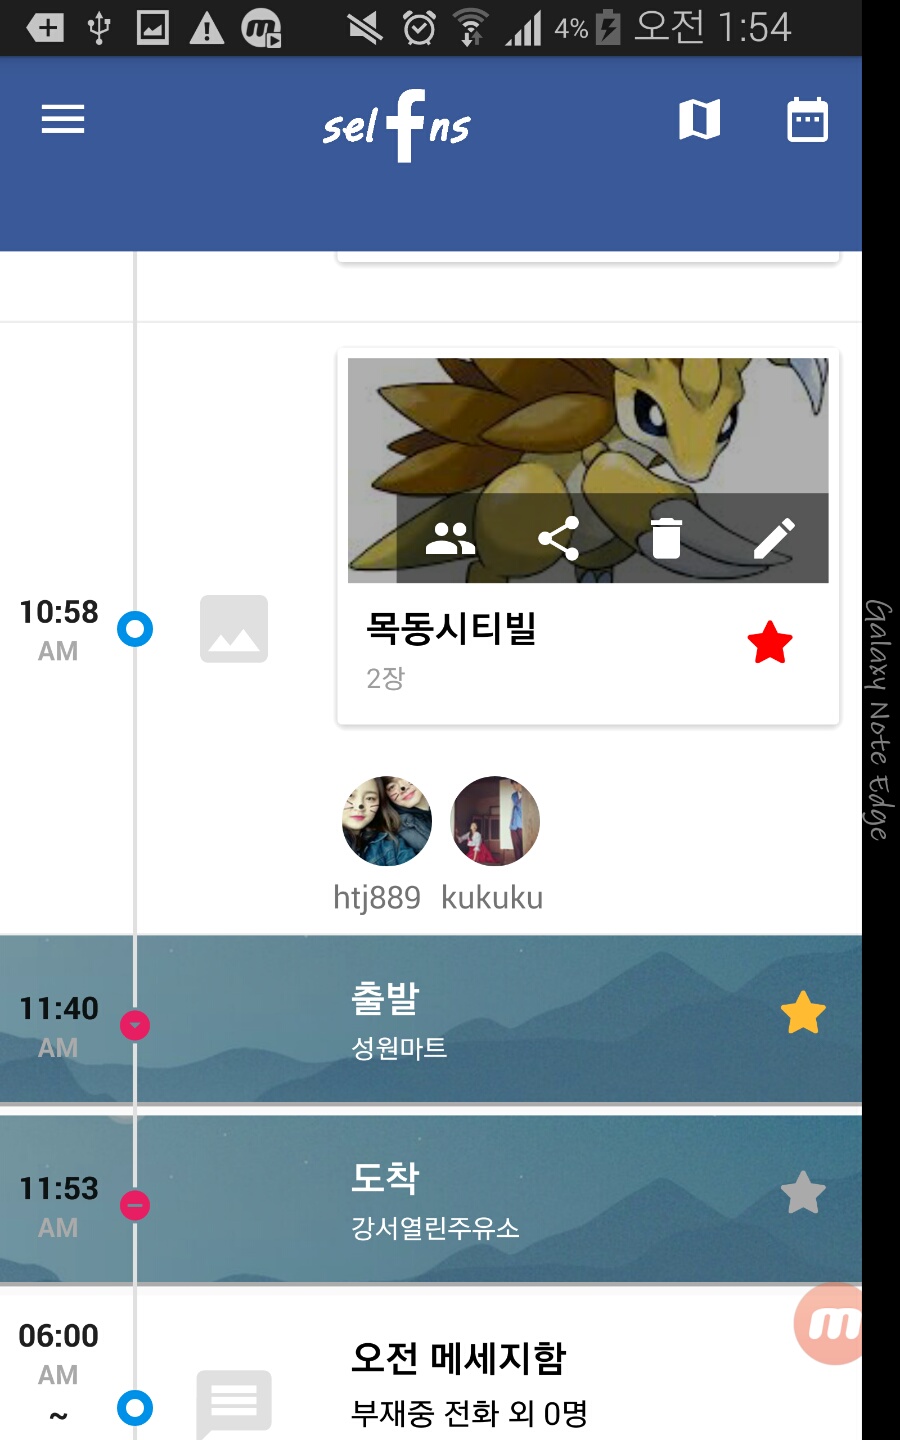 4% 오전 1:54
selfns
10:58
AM
목동시티빌
2장
htj889 kukuku
11:40
AM
출발
성원마트
11:53
AM
도착
강서열린주유소
06:00
AM
~
오전 메세지함
부재중 전화 외 0명
Galaxy Note Edge